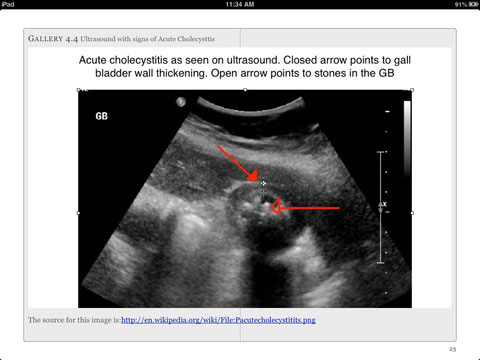 iPad
11:34 AM
91%
GALLERY 4.4 Ultrasound with signs of Acute Cholecysttis
Acute cholecystitis as seen on ultrasound. Closed arrow points to gall
bladder wall thickening. Open arrow points to stones in the GB
GB
X
The source for this image is:http://en.wikipedia.org/wiki/File:Pacutecholecystitits.png
23